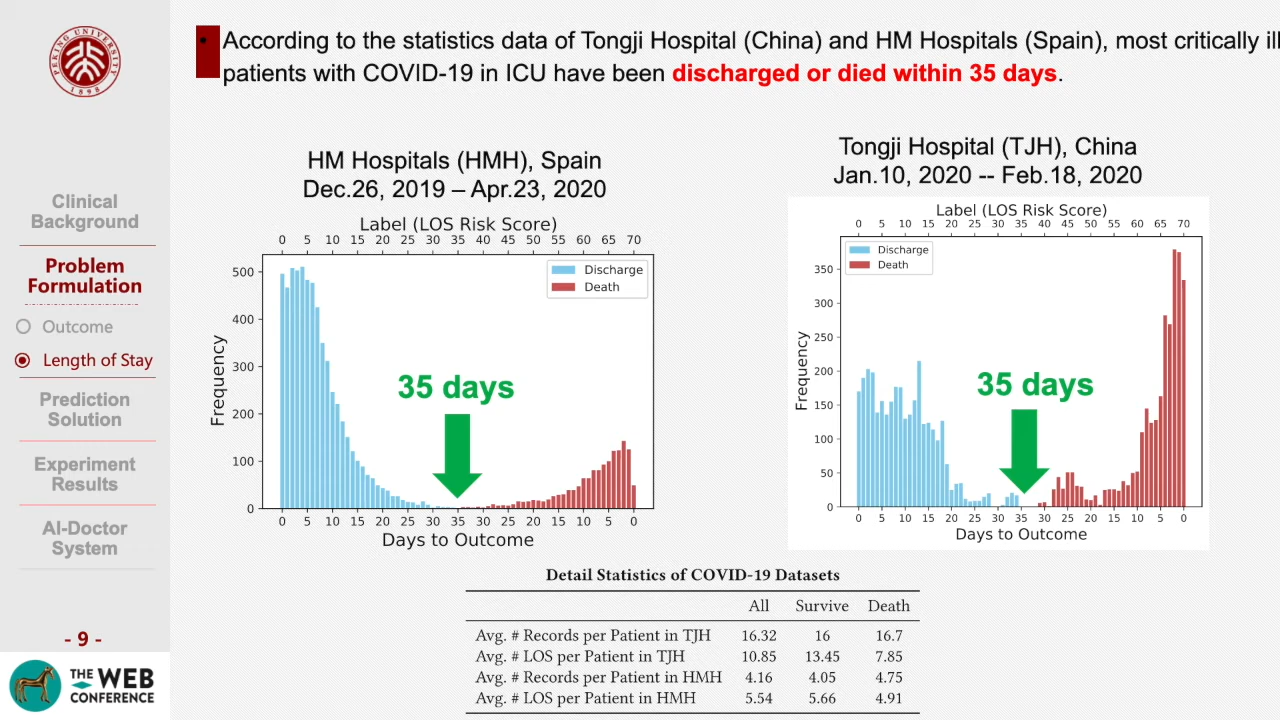 PEKING UNIVERSITY
1898
• According to the statistics data of Tongji Hospital (China) and HM Hospitals (Spain), most critically ill
patients with COVID-19 in ICU have been discharged or died within 35 days.
Clinical
Background
Problem
Formulation
Outcome
Length of Stay
Prediction
Solution
Experiment
Results
AI-Doctor
System
- 9 -
THE WEB
CONFERENCE
HM Hospitals (HMH), Spain
Dec.26, 2019 – Apr.23, 2020
Label (LOS Risk Score)
0 5 10 15 20 25 30 35 40 45 50 55 60 65 70
Discharge
Death
500
400
300
200
100
0
Frequency
35 days
0 5 10 15 20 25 30 35 30 25 20 15 10 5 0
Days to Outcome
Tongji Hospital (TJH), China
Jan.10, 2020 -- Feb.18, 2020
Label (LOS Risk Score)
0 5 10 15 20 25 30 35 40 45 50 55 60 65 70
Discharge
Death
350
300
250
200
150
100
50
0
Frequency
35 days
0 5 10 15 20 25 30 35 30 25 20 15 10 5 0
Days to Outcome
Detail Statistics of COVID-19 Datasets
All Survive Death
Avg. # Records per Patient in TJH 16.32 16 16.7
Avg. # LOS per Patient in TJH 10.85 13.45 7.85
Avg. # Records per Patient in HMH 4.16 4.05 4.75
Avg. # LOS per Patient in HMH 5.54 5.66 4.91